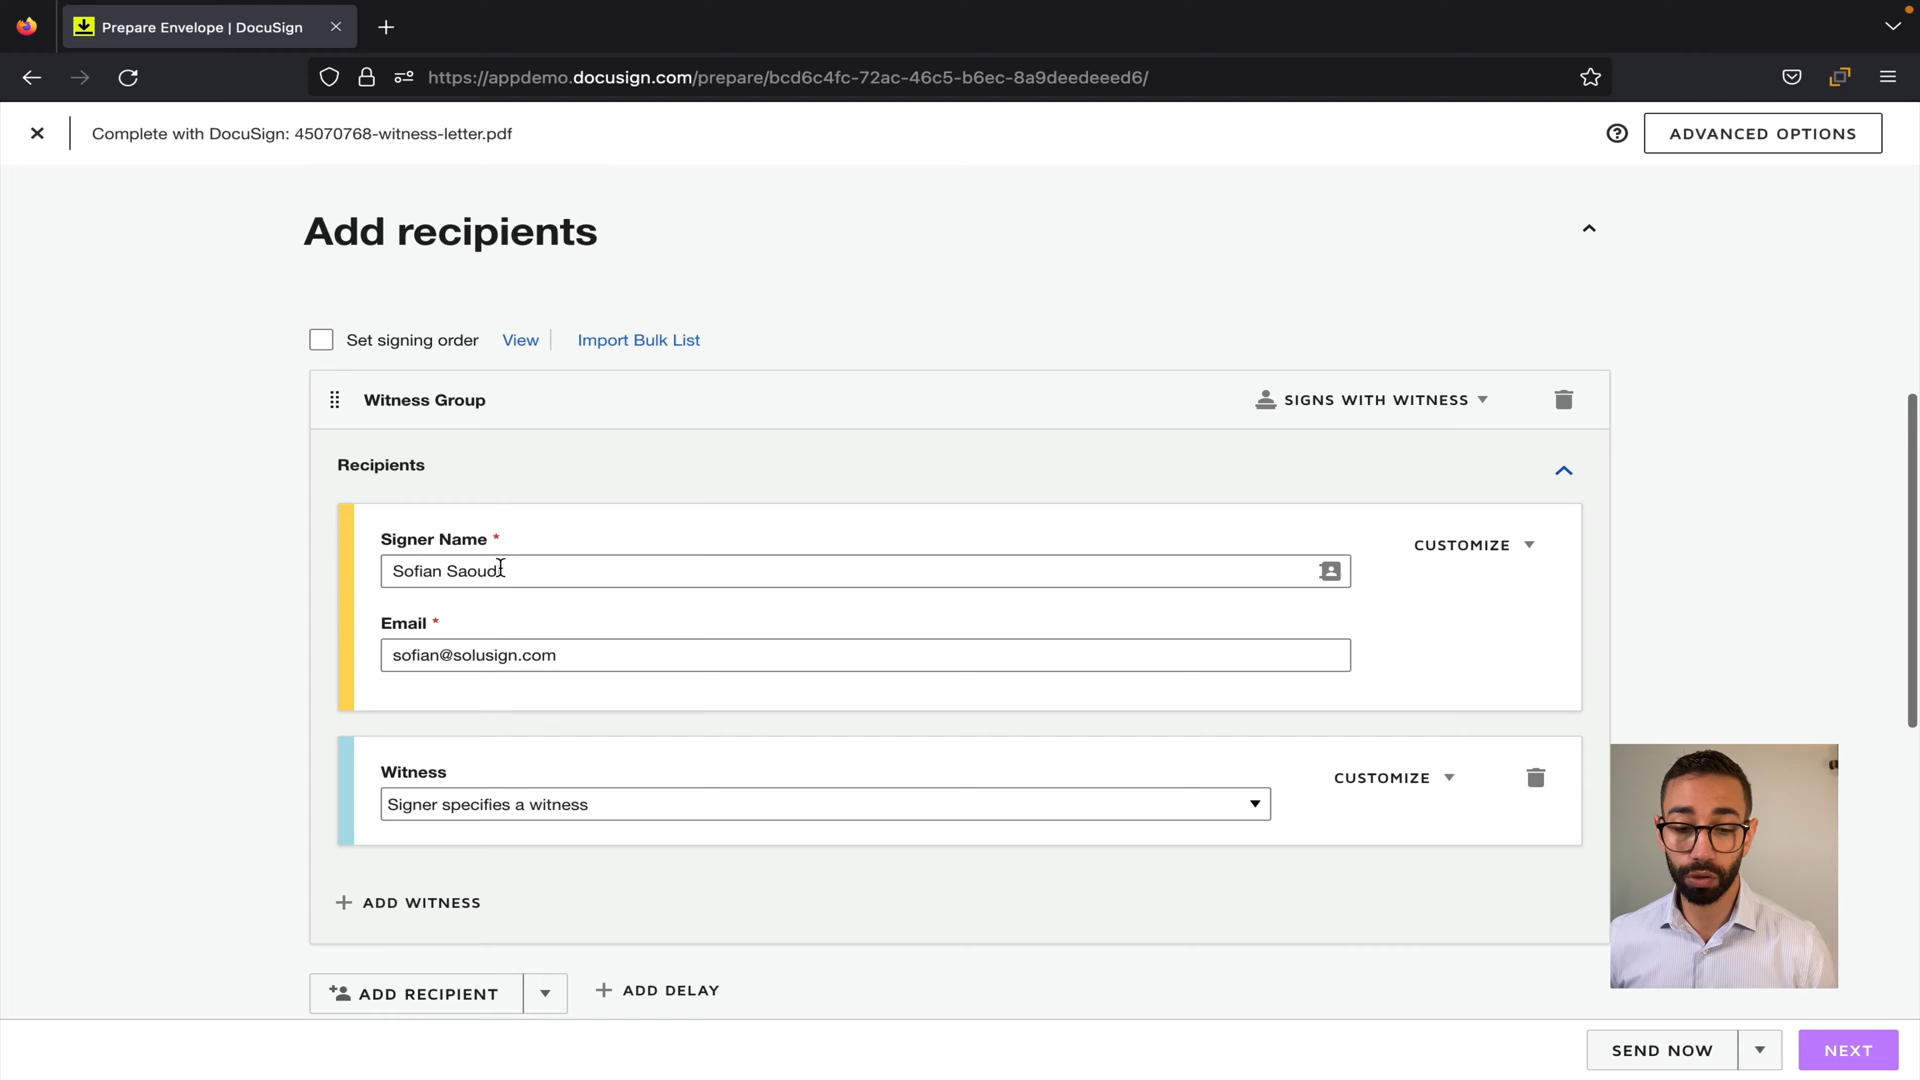 Prepare Envelope | DocuSign
https://appdemo.docusign.com/prepare/bcd6c4fc-72ac-46c5-b6ec-8a9deedeeed6/
Complete with DocuSign: 45070768-witness-letter.pdf
ADVANCED OPTIONS
Add recipients
Set signing order View Import Bulk List
Witness Group SIGNS WITH WITNESS
Recipients
Signer Name * CUSTOMIZE
Sofian Saoudi
Email *
sofian@solusign.com
Witness CUSTOMIZE
Signer specifies a witness
ADD WITNESS
ADD RECIPIENT ADD DELAY
SEND NOW NEXT